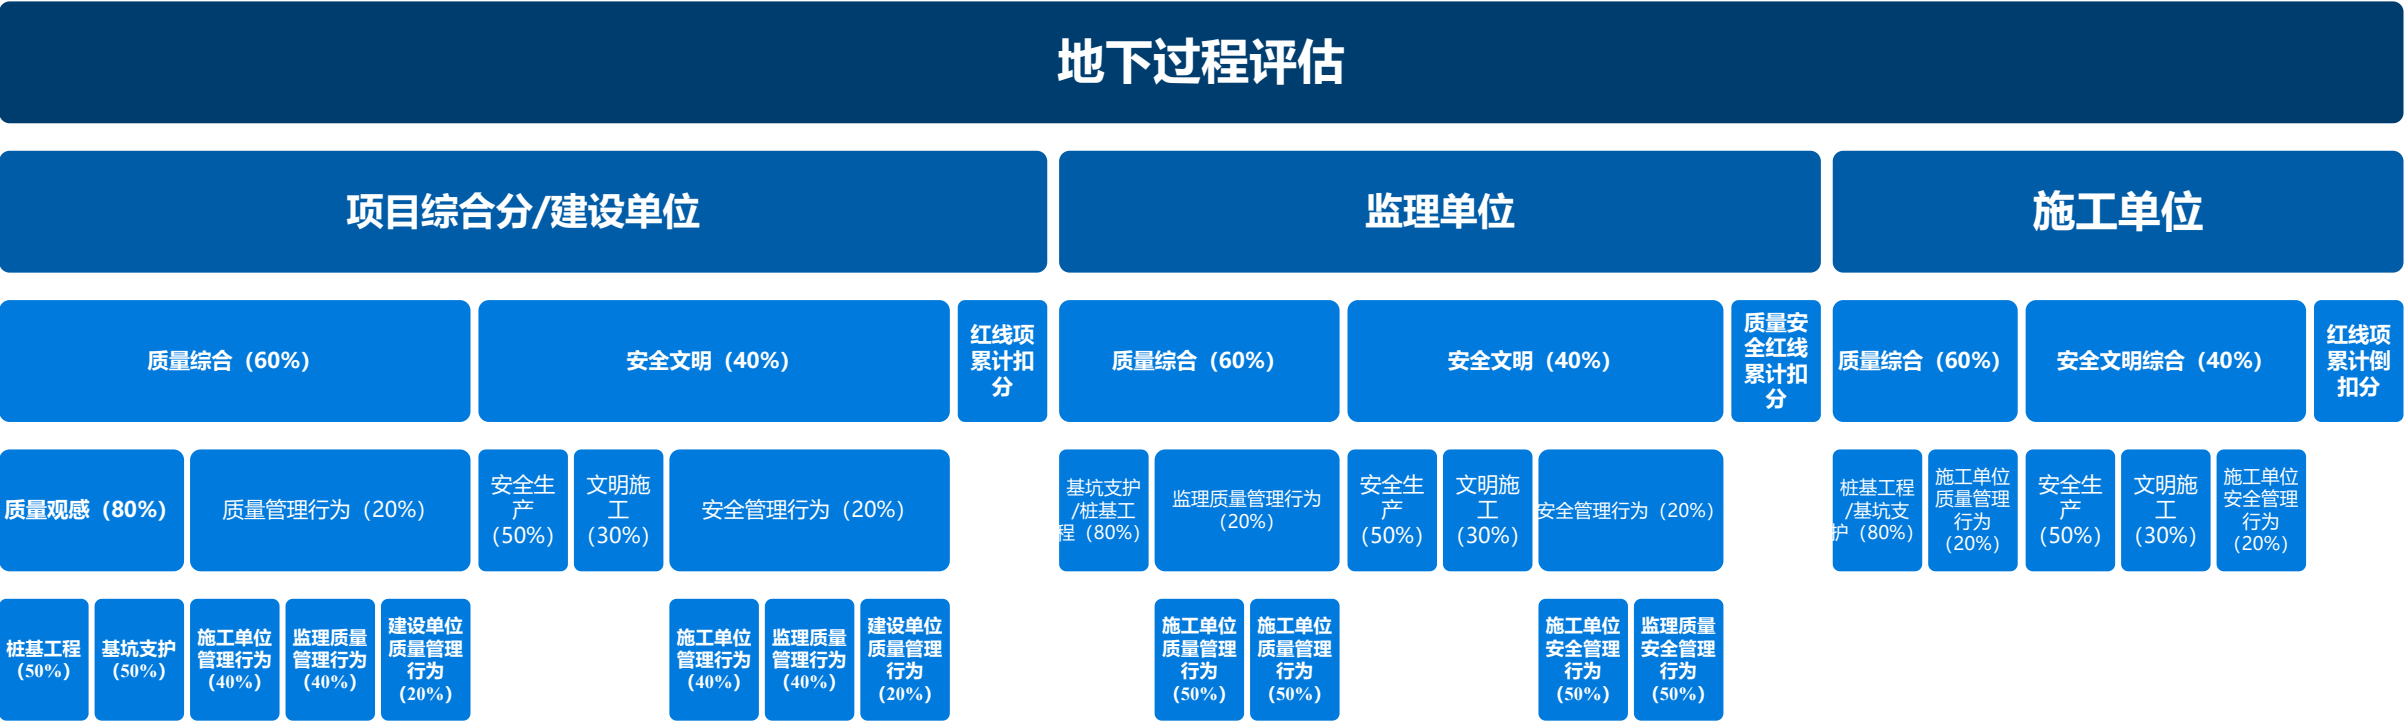 地下过程评估
项目综合分/建设单位
监理单位
施工单位
质量综合（60%）
安全文明（40%）
红线项
累计扣
分
质量综合（60%）
安全文明（40%）
质量安
全红线
累计扣
分
质量综合（60%）
安全文明综合（40%）
红线项
累计倒
扣分
质量观感（80%）
质量管理行为（20%）
安全生
产
（50%）
文明施
工
（30%）
安全管理行为（20%）
基坑支护
/桩基工
程（80%）
监理质量管理行为
（20%）
安全生
产
（50%）
文明施
工
（30%）
安全管理行为（20%）
桩基工程
/基坑支
护（80%）
施工单位
质量管理
行为
（20%）
安全生
产
（50%）
文明施
工
（30%）
施工单位
安全管理
行为
（20%）
桩基工程
（50%）
基坑支护
（50%）
施工单位
管理行为
（40%）
监理质量
管理行为
（40%）
建设单位
质量管理
行为
（20%）
施工单位
管理行为
（40%）
监理质量
管理行为
（40%）
建设单位
质量管理
行为
（20%）
施工单位
质量管理
行为
（50%）
施工单位
质量管理
行为
（50%）
施工单位
安全管理
行为
（50%）
监理质量
安全管理
行为
（50%）